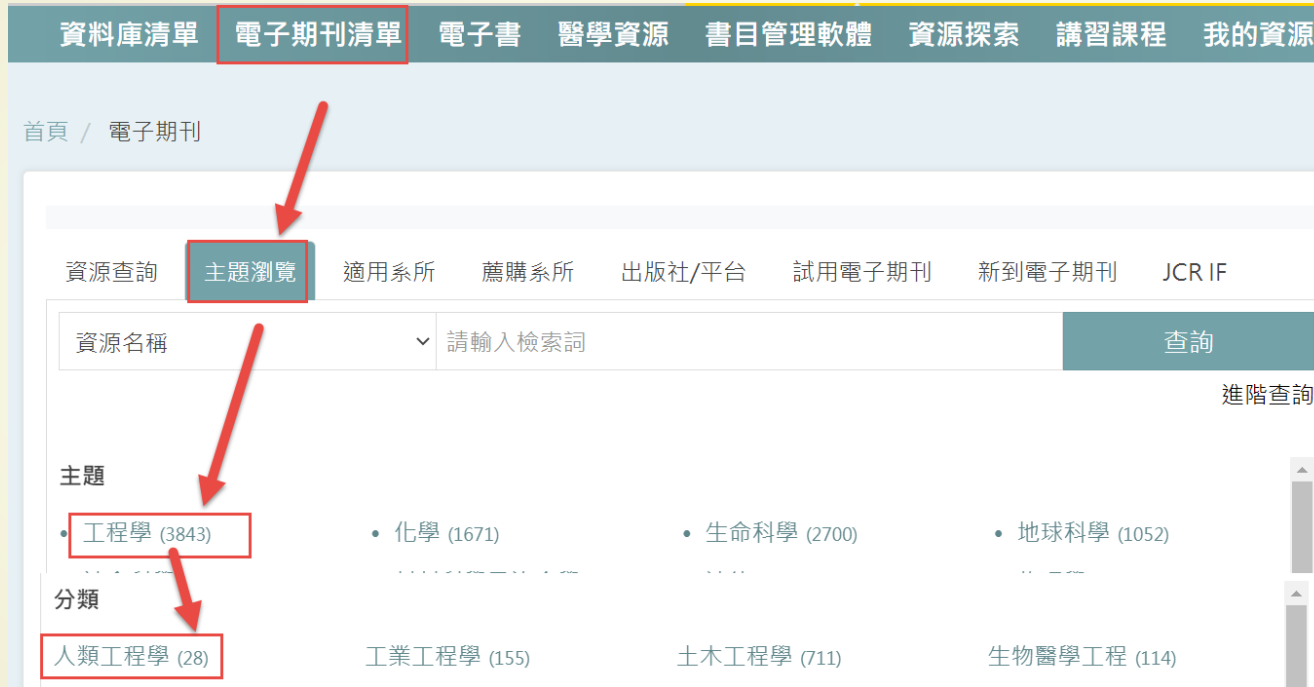 資料庫清單 電子期刊清單 電子書 醫學資源 書目管理軟體 資源探索 講習課程 我的資源
首頁 / 電子期刊
資源查詢 主題瀏覽 適用系所 薦購系所 出版社/平台 試用電子期刊 新到電子期刊 JCR IF
資源名稱 請輸入檢索詞 查詢
進階查詢
主題
• 工程學 (3843) • 化學 (1671) • 生命科學 (2700) • 地球科學 (1052)
分類
人類工程學 (28) 工業工程學 (155) 土木工程學 (711) 生物醫學工程 (114)